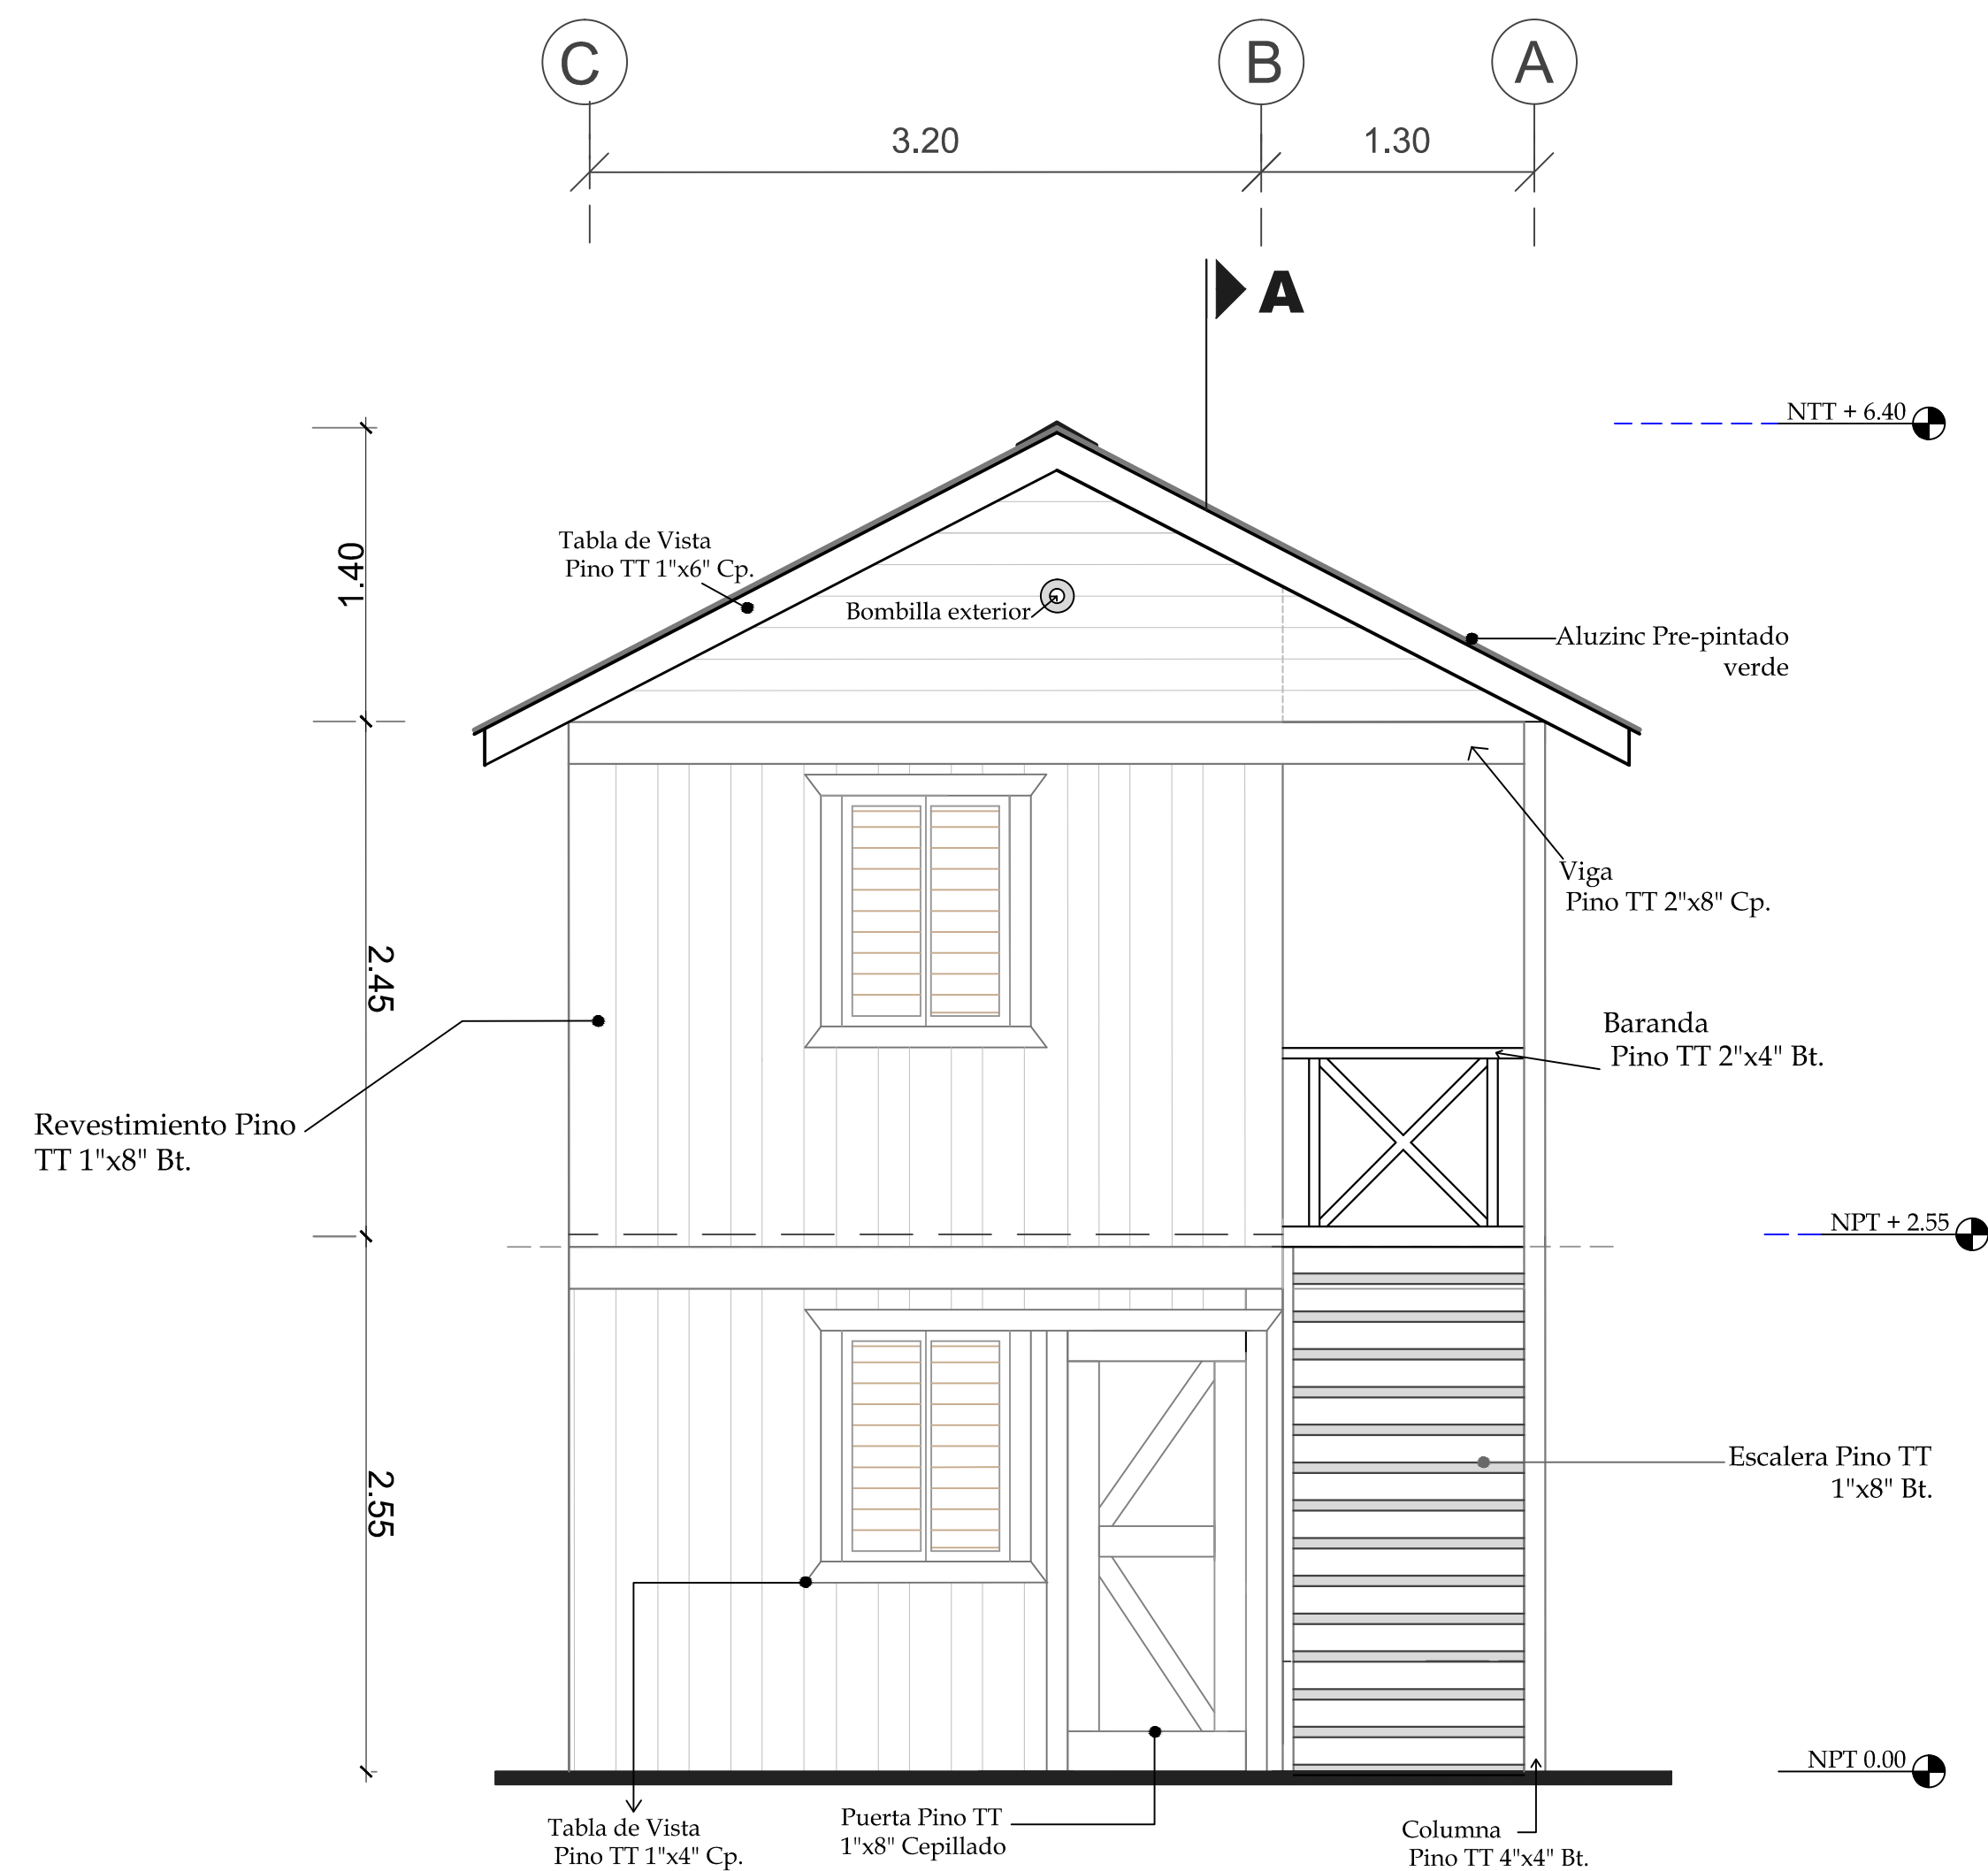 C
B
A
3.20
1.30
A
NTT + 6.40
Tabla de Vista
Pino TT 1"x6" Cp.
1.40
Bombilla exterior
Aluzinc Pre-pintado
verde
Viga
Pino TT 2"x8" Cp.
2.45
Baranda
Pino TT 2"x4" Bt.
Revestimiento Pino
TT 1"x8" Bt.
NPT + 2.55
Escalera Pino TT
1"x8" Bt.
2.55
NPT 0.00
Tabla de Vista
Pino TT 1"x4" Cp.
Puerta Pino TT
1"x8" Cepillado
Columna
Pino TT 4"x4" Bt.